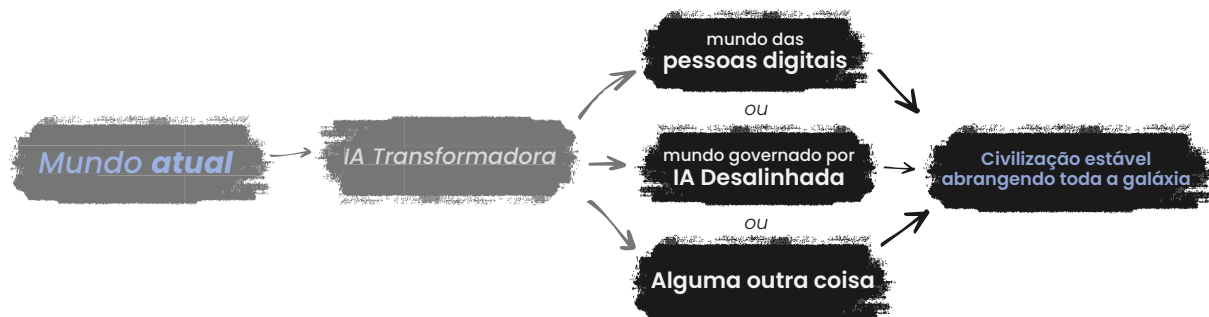 Mundo atual
IA Transformadora
mundo das
pessoas digitais
ou
mundo governado por
IA Desalinhada
ou
Alguma outra coisa
Civilização estável
abrangendo toda a galáxia